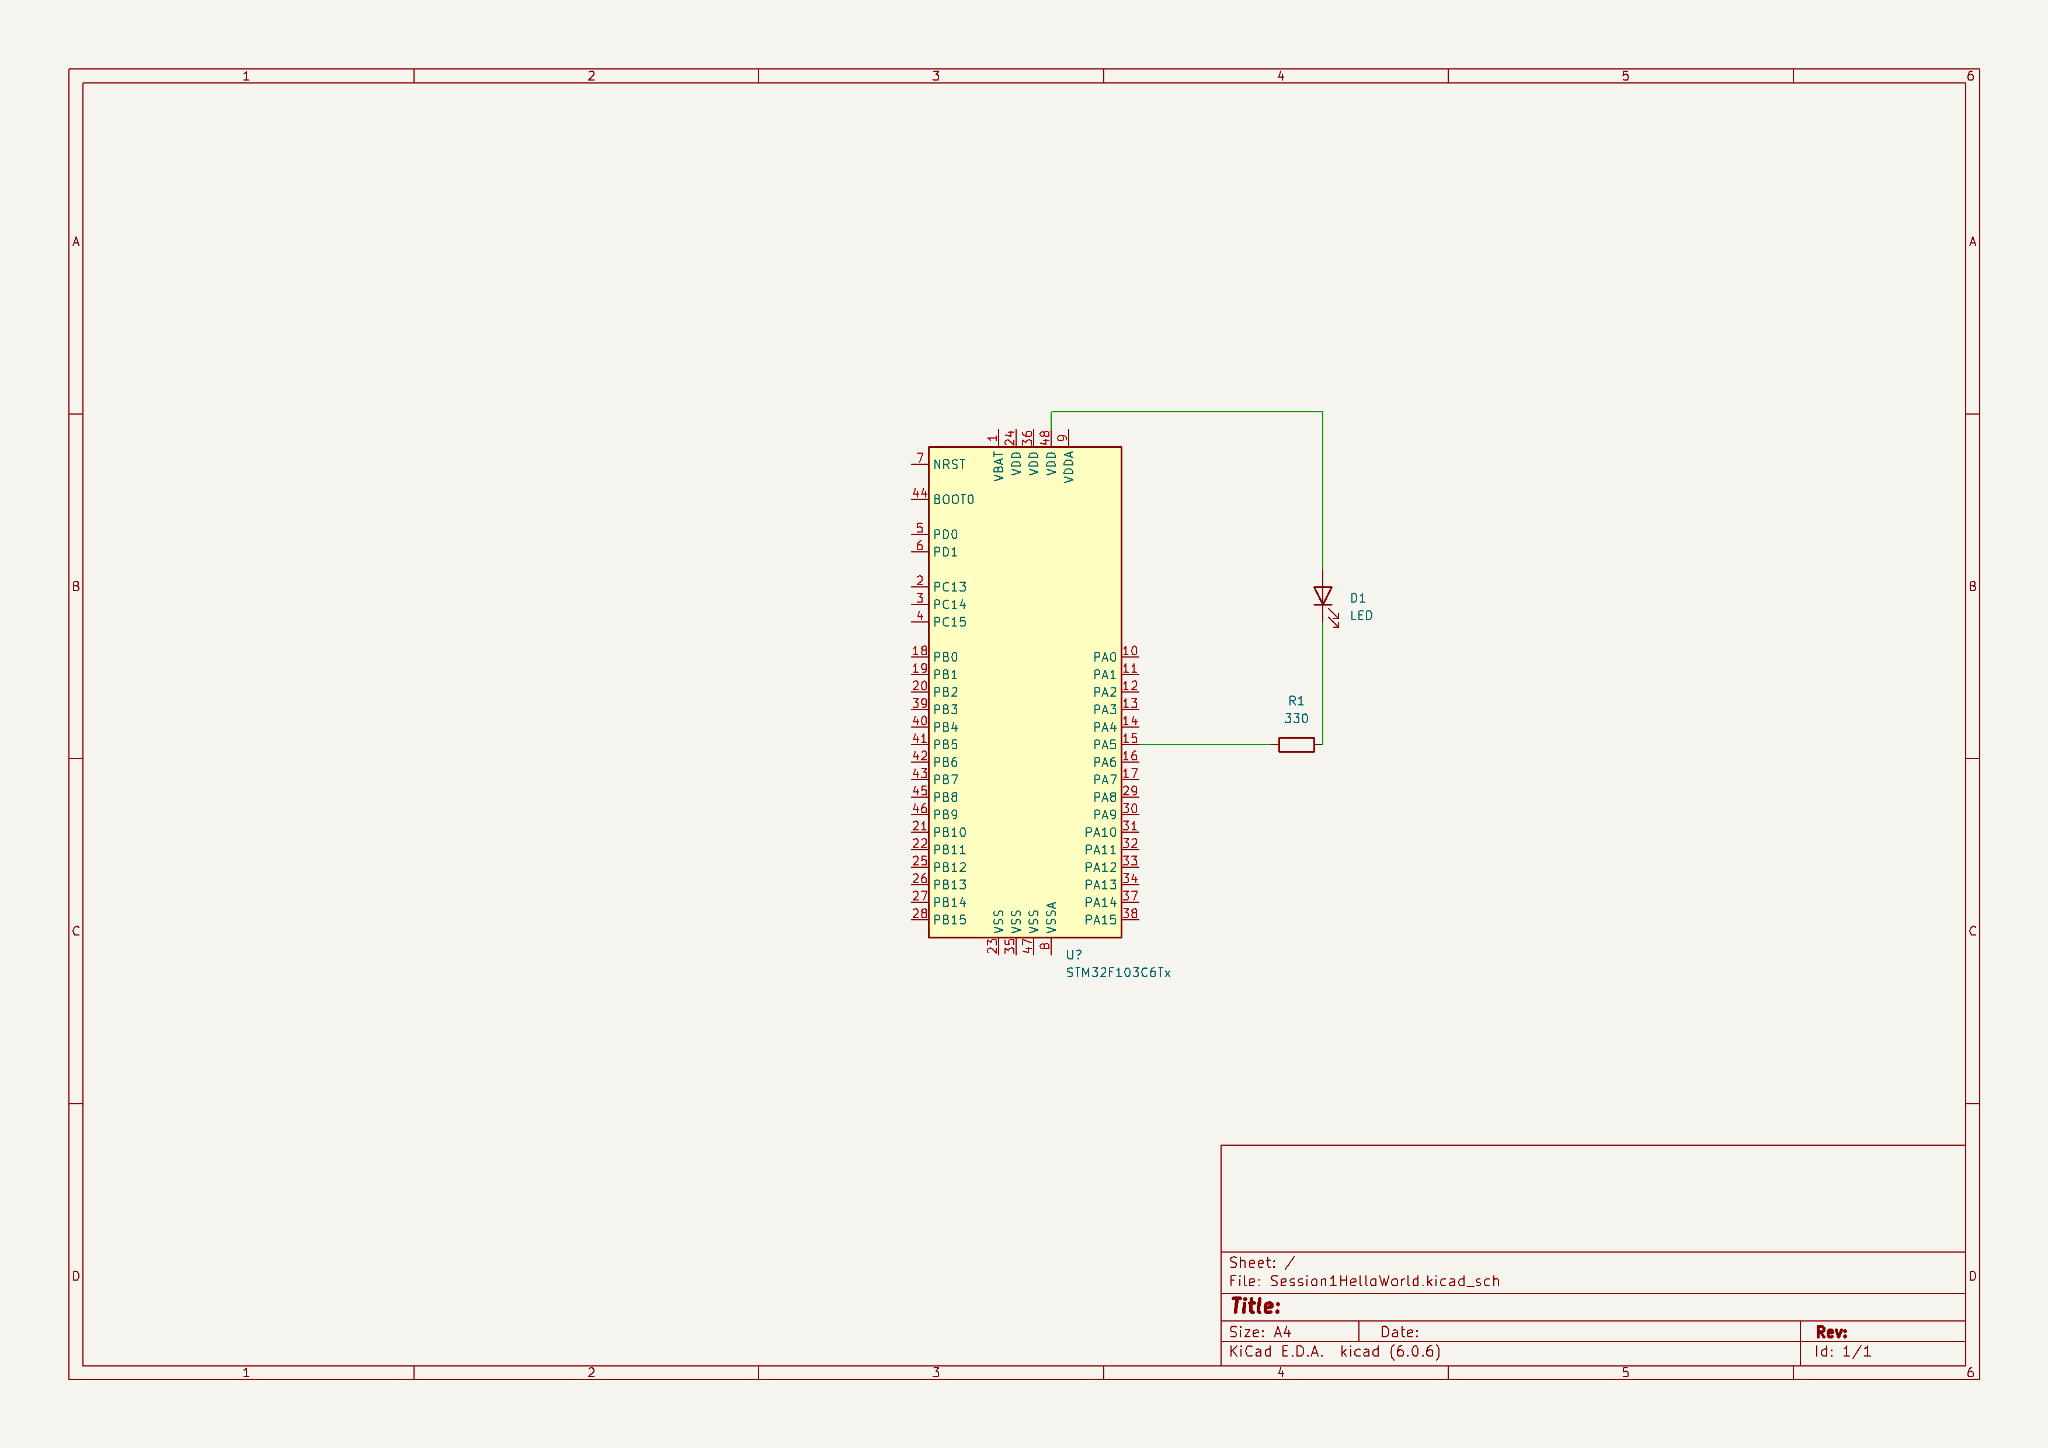 1 2 3 4 5 6
A A
1 24 36 48 9
VBAT VDD VDD VDD VDDA
7 NRST
44 BOOT0
5 PD0
6 PD1
B B
2 PC13
3 PC14
4 PC15
D1
LED
18 PB0 PA0 10
19 PB1 PA1 11
20 PB2 PA2 12
39 PB3 PA3 13
40 PB4 PA4 14
41 PB5 PA5 15
42 PB6 PA6 16
43 PB7 PA7 17
45 PB8 PA8 29
46 PB9 PA9 30
21 PB10 PA10 31
22 PB11 PA11 32
25 PB12 PA12 33
26 PB13 PA13 34
27 PB14 PA14 37
28 PB15 PA15 38
R1
330
VSS VSS VSS VSSA
23 35 47 8
C C
U?
STM32F103C6Tx
Sheet: /
File: Session1HelloWorld.kicad_sch
D D
Title:
Size: A4 Date: Rev:
KiCad E.D.A. kicad (6.0.6) Id: 1/1
1 2 3 4 5 6